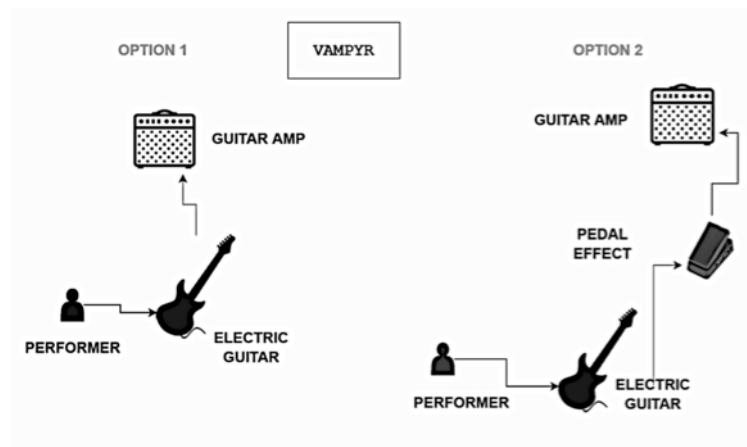 OPTION 1
VAMPYR
OPTION 2
GUITAR AMP
GUITAR AMP
PEDAL
EFFECT
PERFORMER
ELECTRIC
GUITAR
PERFORMER
ELECTRIC
GUITAR